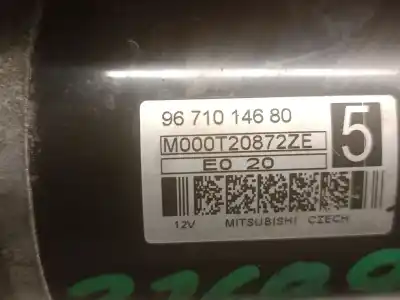 96 710 146 80
M000T20872ZE
5
E0 20
12V MITSUBISHI CZECH